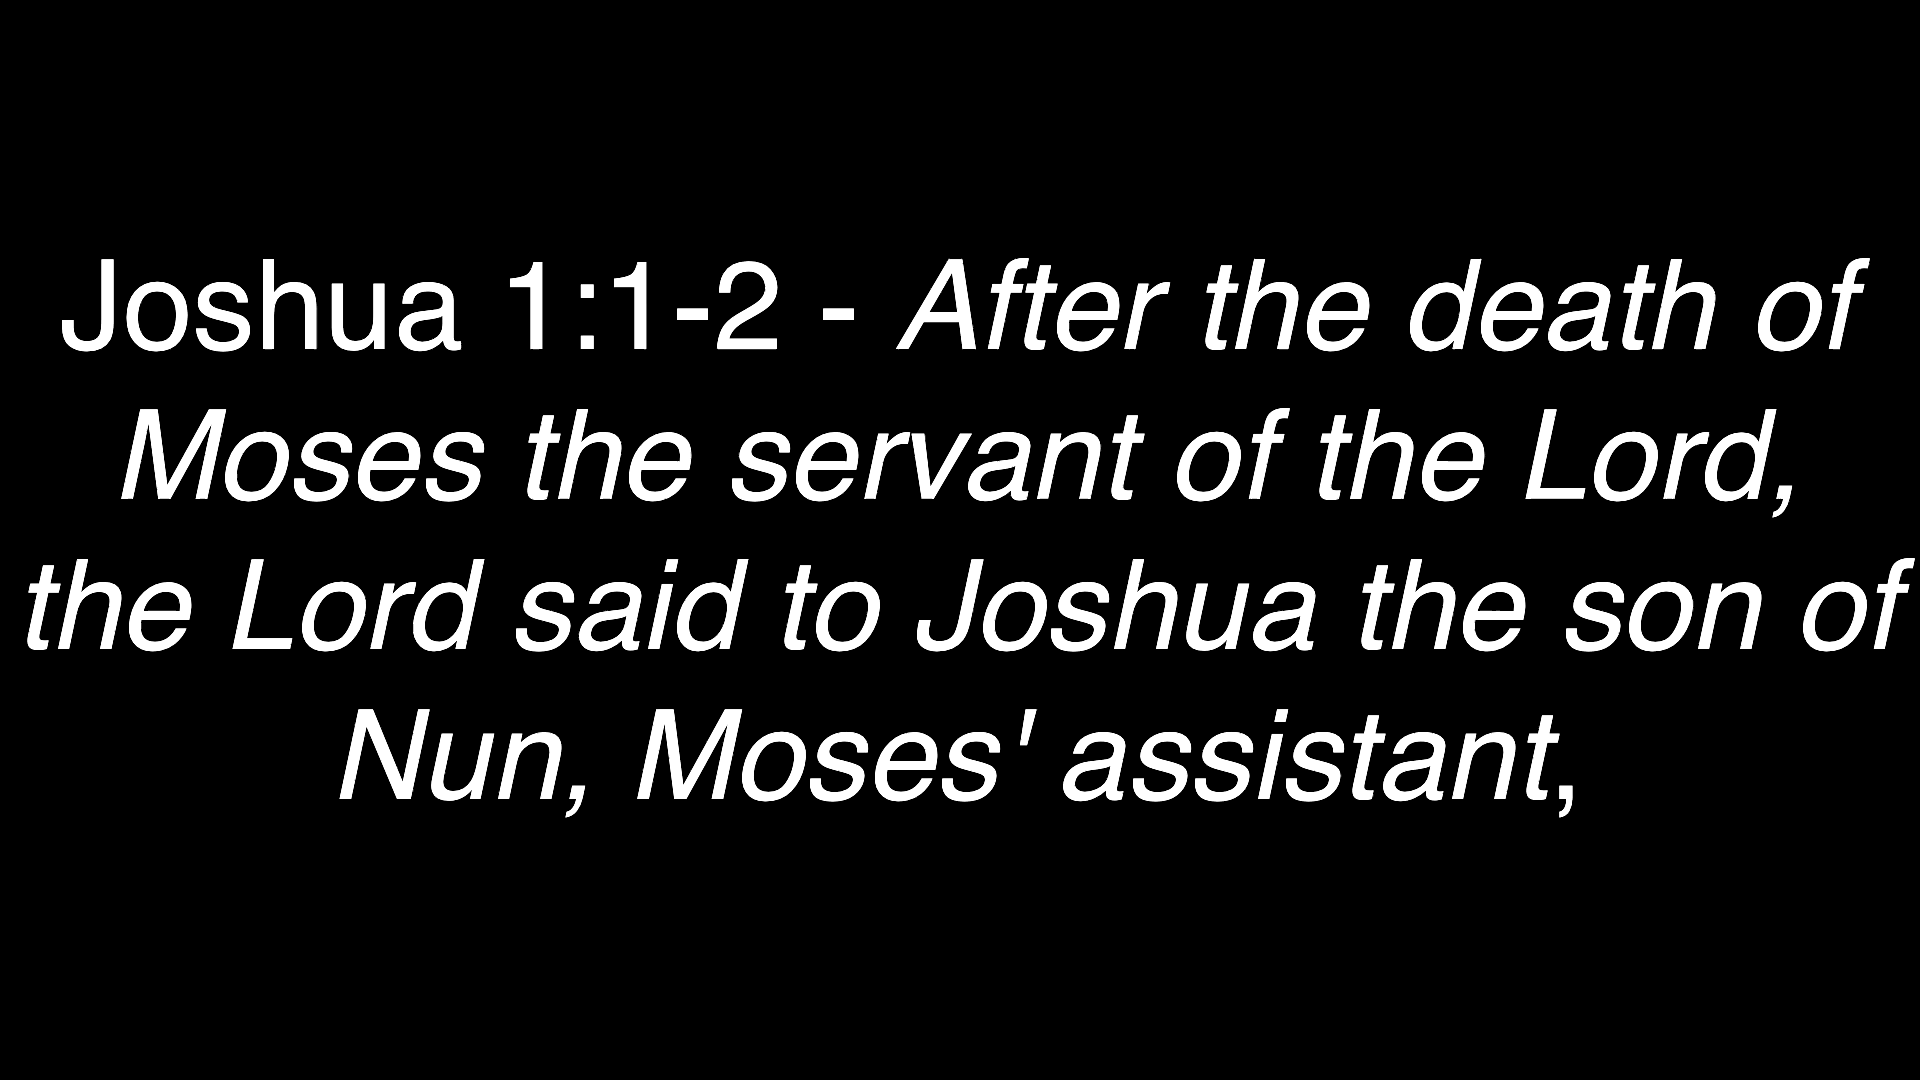 Joshua 1:1-2 - After the death of
Moses the servant of the Lord,
the Lord said to Joshua the son of
Nun, Moses' assistant,